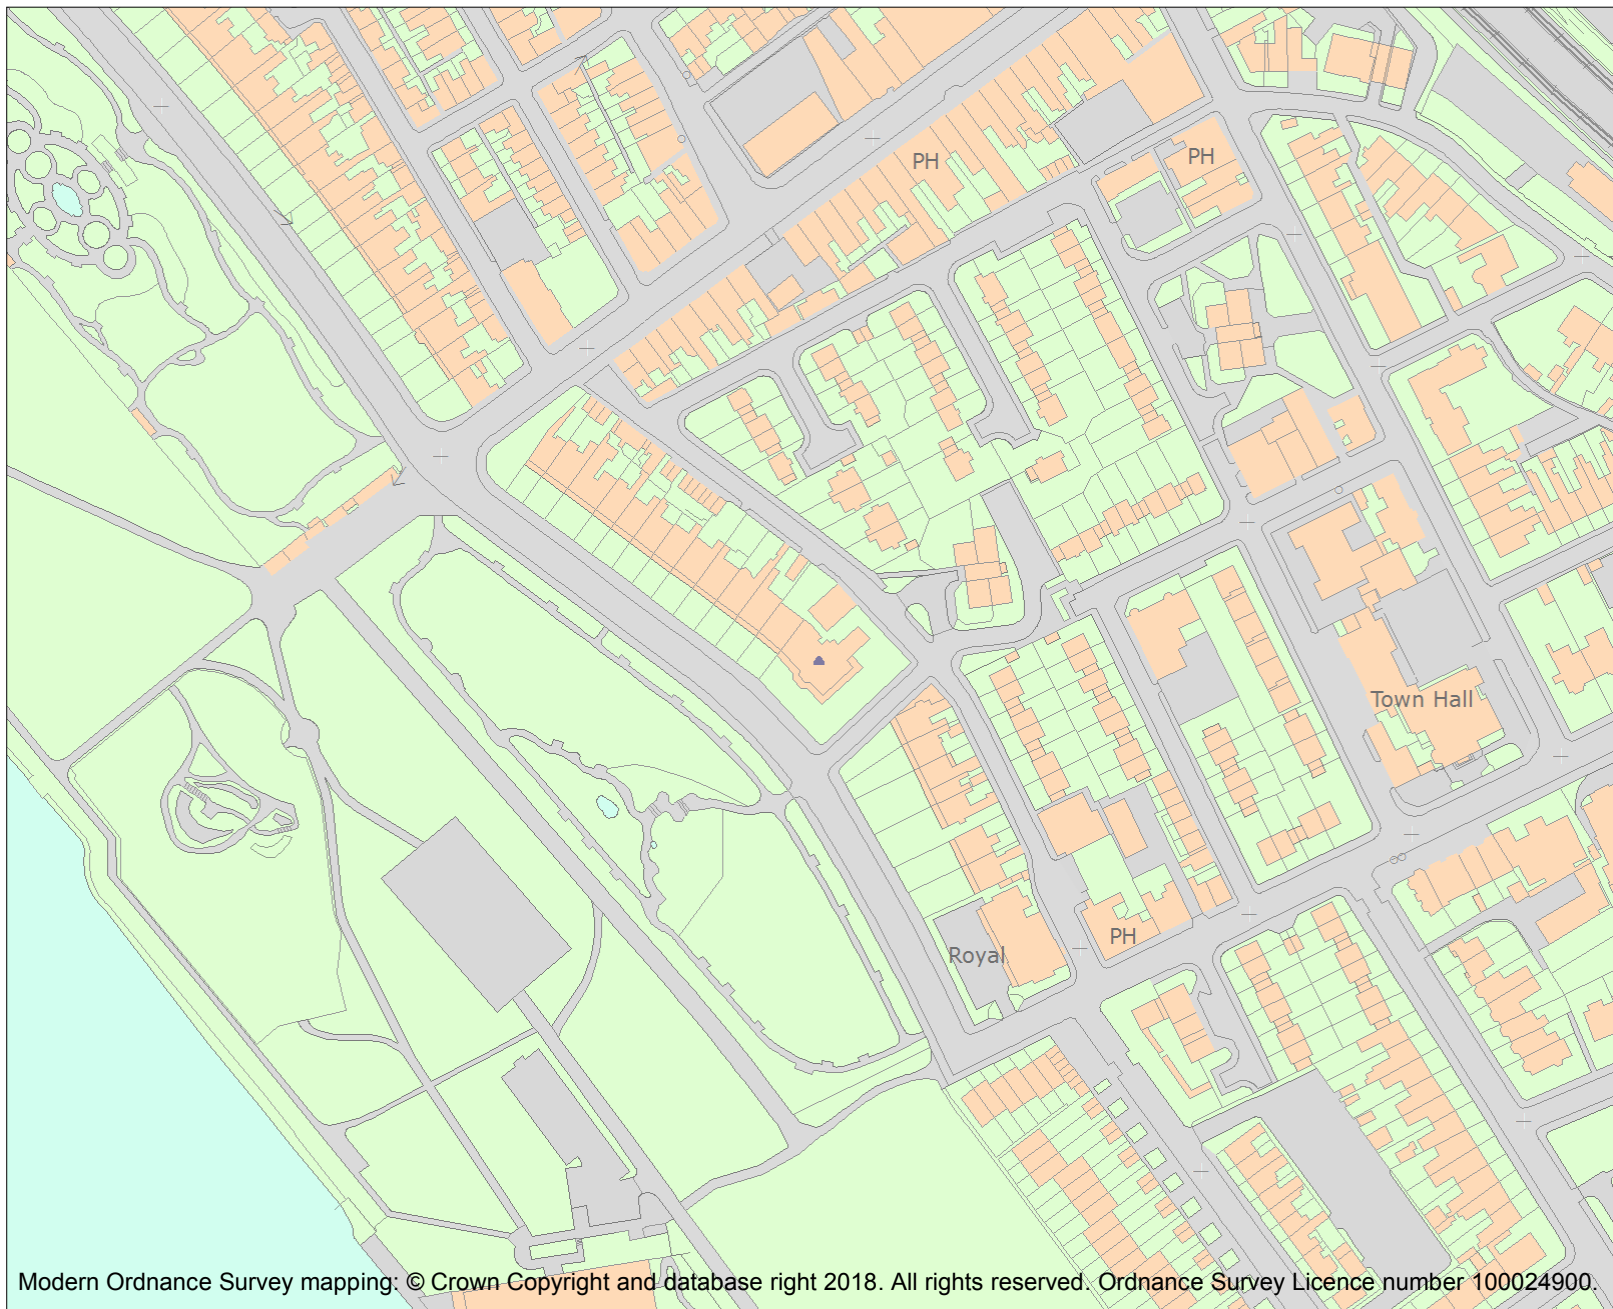 PH
PH
Town Hall
PH
Royal
Modern Ordnance Survey mapping: © Crown Copyright and database right 2018. All rights reserved. Ordnance Survey Licence number 100024900.